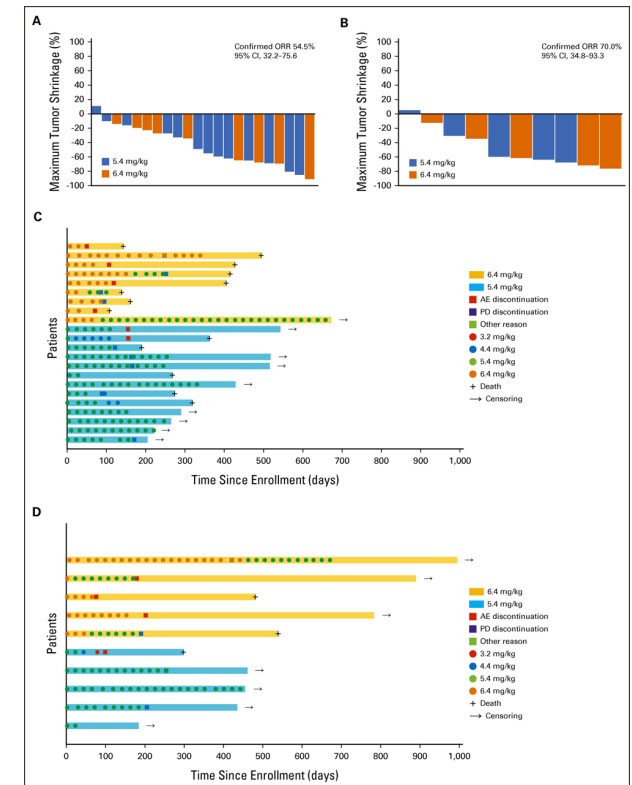 A
Maximum Tumor Shrinkage (%)
100
80
60
40
20
0
-20
-40
-60
-80
-100
Confirmed ORR 54.5%
95% CI, 32.2–75.6
5.4 mg/kg
6.4 mg/kg
B
Maximum Tumor Shrinkage (%)
100
80
60
40
20
0
-20
-40
-60
-80
-100
Confirmed ORR 70.0%
95% CI, 34.8–93.3
5.4 mg/kg
6.4 mg/kg
C
Patients
6.4 mg/kg
5.4 mg/kg
AE discontinuation
PD discontinuation
Other reason
3.2 mg/kg
4.4 mg/kg
5.4 mg/kg
6.4 mg/kg
+ Death
→ Censoring
0 100 200 300 400 500 600 700 800 900 1,000
Time Since Enrollment (days)
D
Patients
6.4 mg/kg
5.4 mg/kg
AE discontinuation
PD discontinuation
Other reason
3.2 mg/kg
4.4 mg/kg
5.4 mg/kg
6.4 mg/kg
+ Death
→ Censoring
0 100 200 300 400 500 600 700 800 900 1,000
Time Since Enrollment (days)